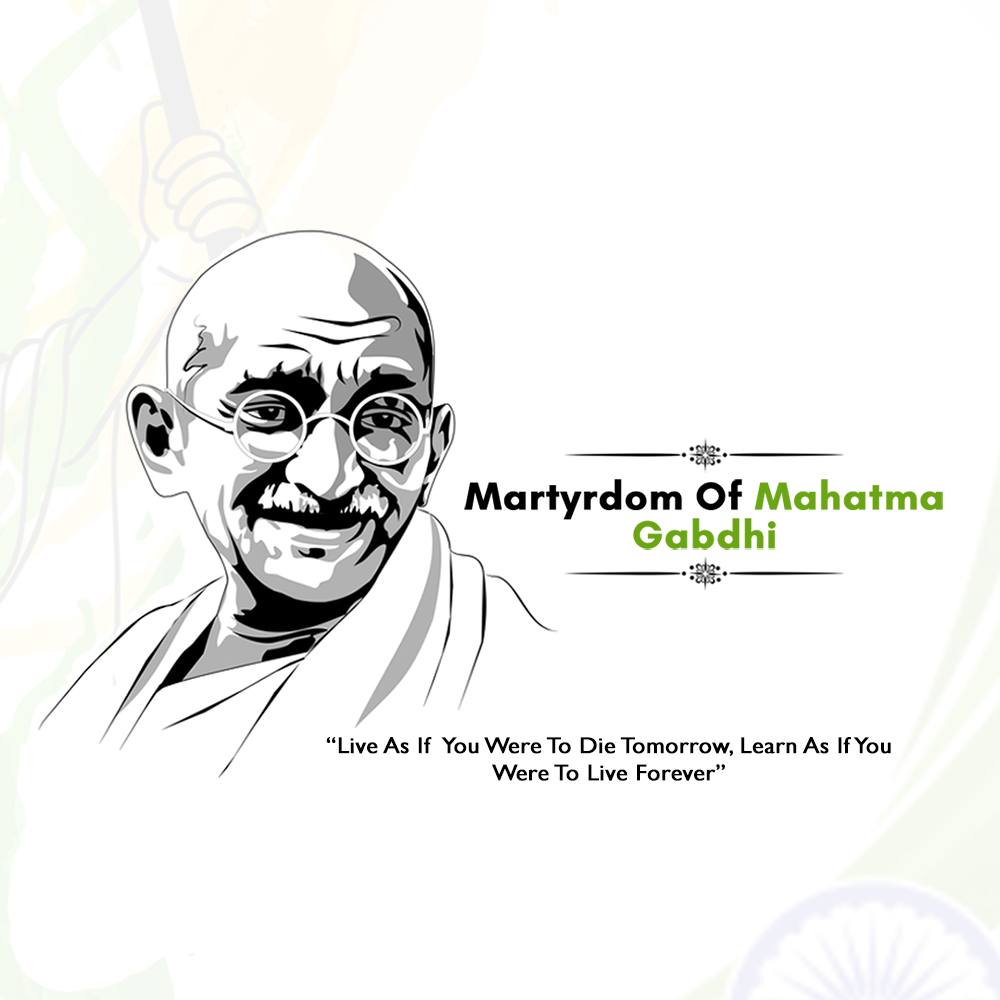 Martyrdom Of Mahatma
Gabdhi
“Live As If You Were To Die Tomorrow, Learn As If You
Were To Live Forever”